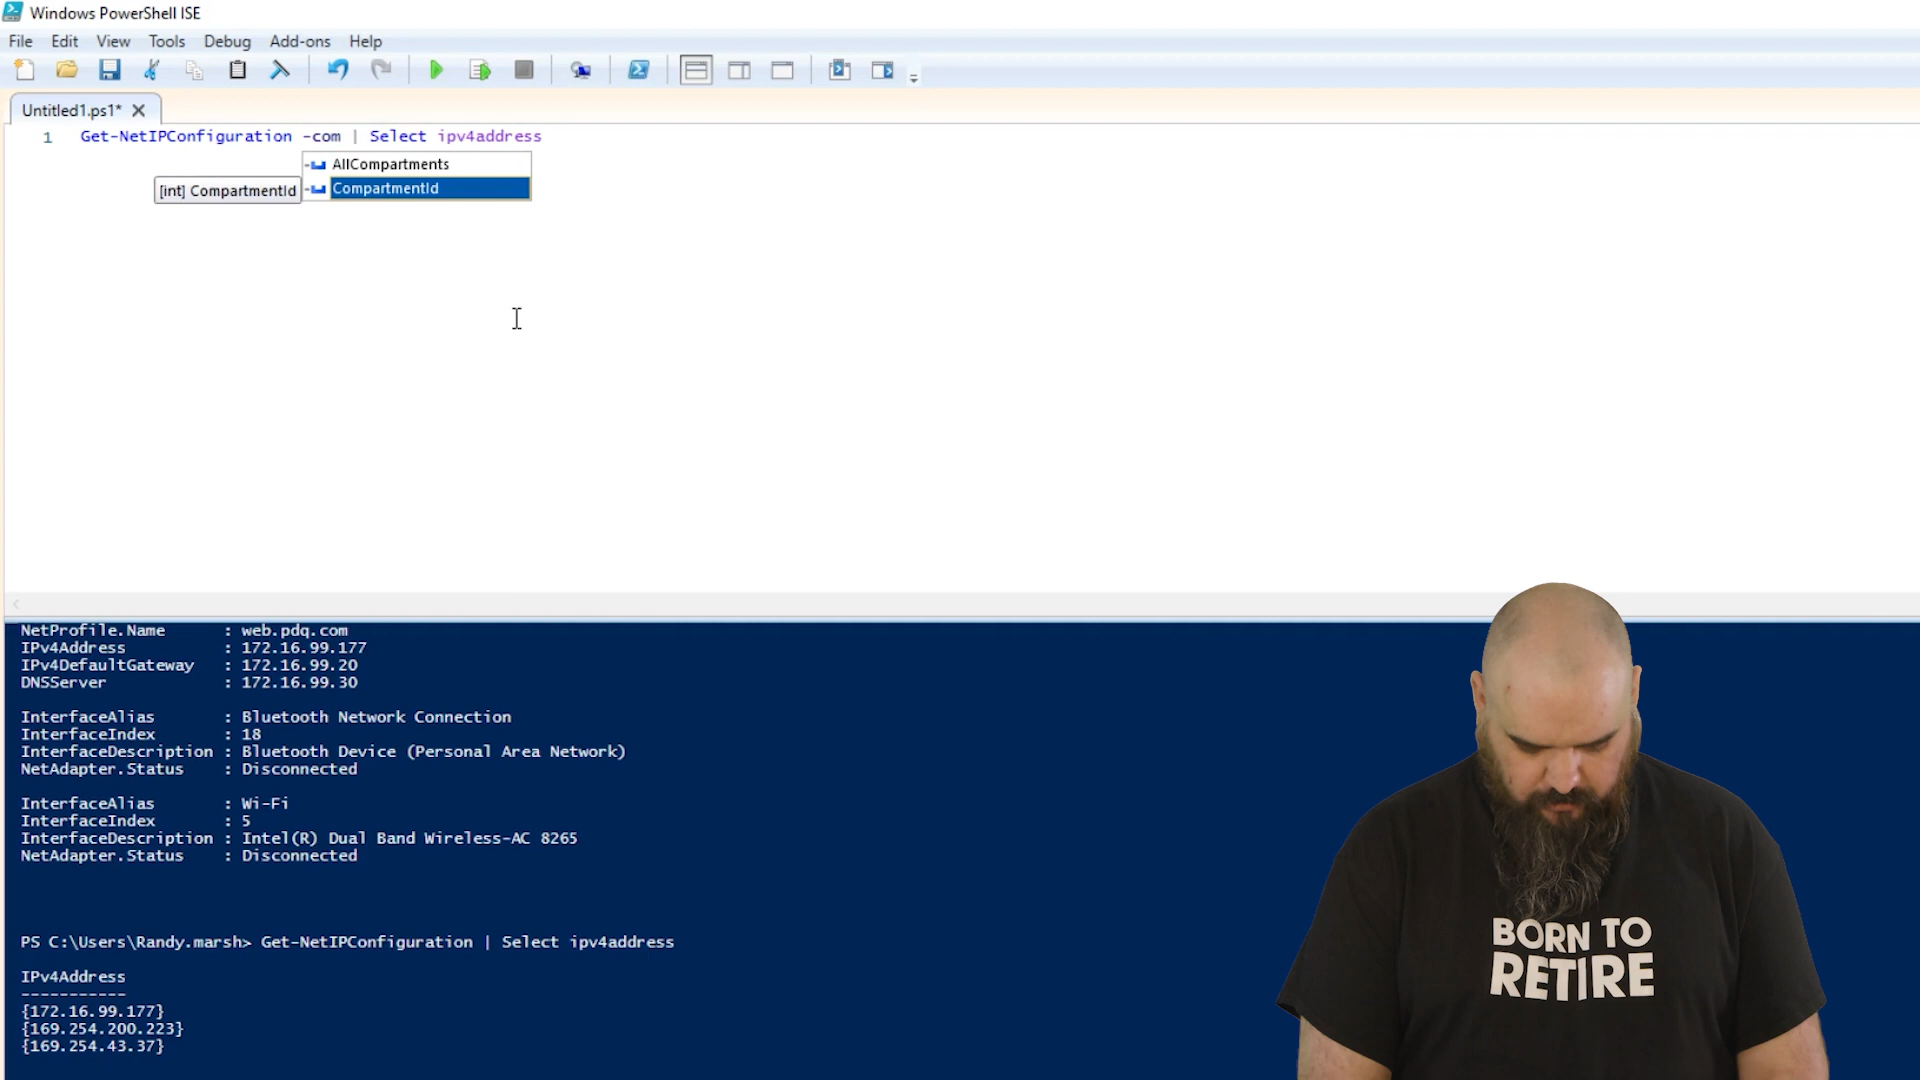 Windows PowerShell ISE
File Edit View Tools Debug Add-ons Help
Untitled1.ps1*
1 Get-NetIPConfiguration -com | Select ipv4address
AllCompartments
[int] CompartmentId
CompartmentId
NetProfile.Name : web.pdq.com
IPv4Address : 172.16.99.177
IPv4DefaultGateway : 172.16.99.20
DNSServer : 172.16.99.30
InterfaceAlias : Bluetooth Network Connection
InterfaceIndex : 18
InterfaceDescription : Bluetooth Device (Personal Area Network)
NetAdapter.Status : Disconnected
InterfaceAlias : Wi-Fi
InterfaceIndex : 5
InterfaceDescription : Intel(R) Dual Band Wireless-AC 8265
NetAdapter.Status : Disconnected
PS C:\Users\Randy.marsh> Get-NetIPConfiguration | Select ipv4address
IPv4Address
-----------
{172.16.99.177}
{169.254.200.223}
{169.254.43.37}
BORN TO
RETIRE